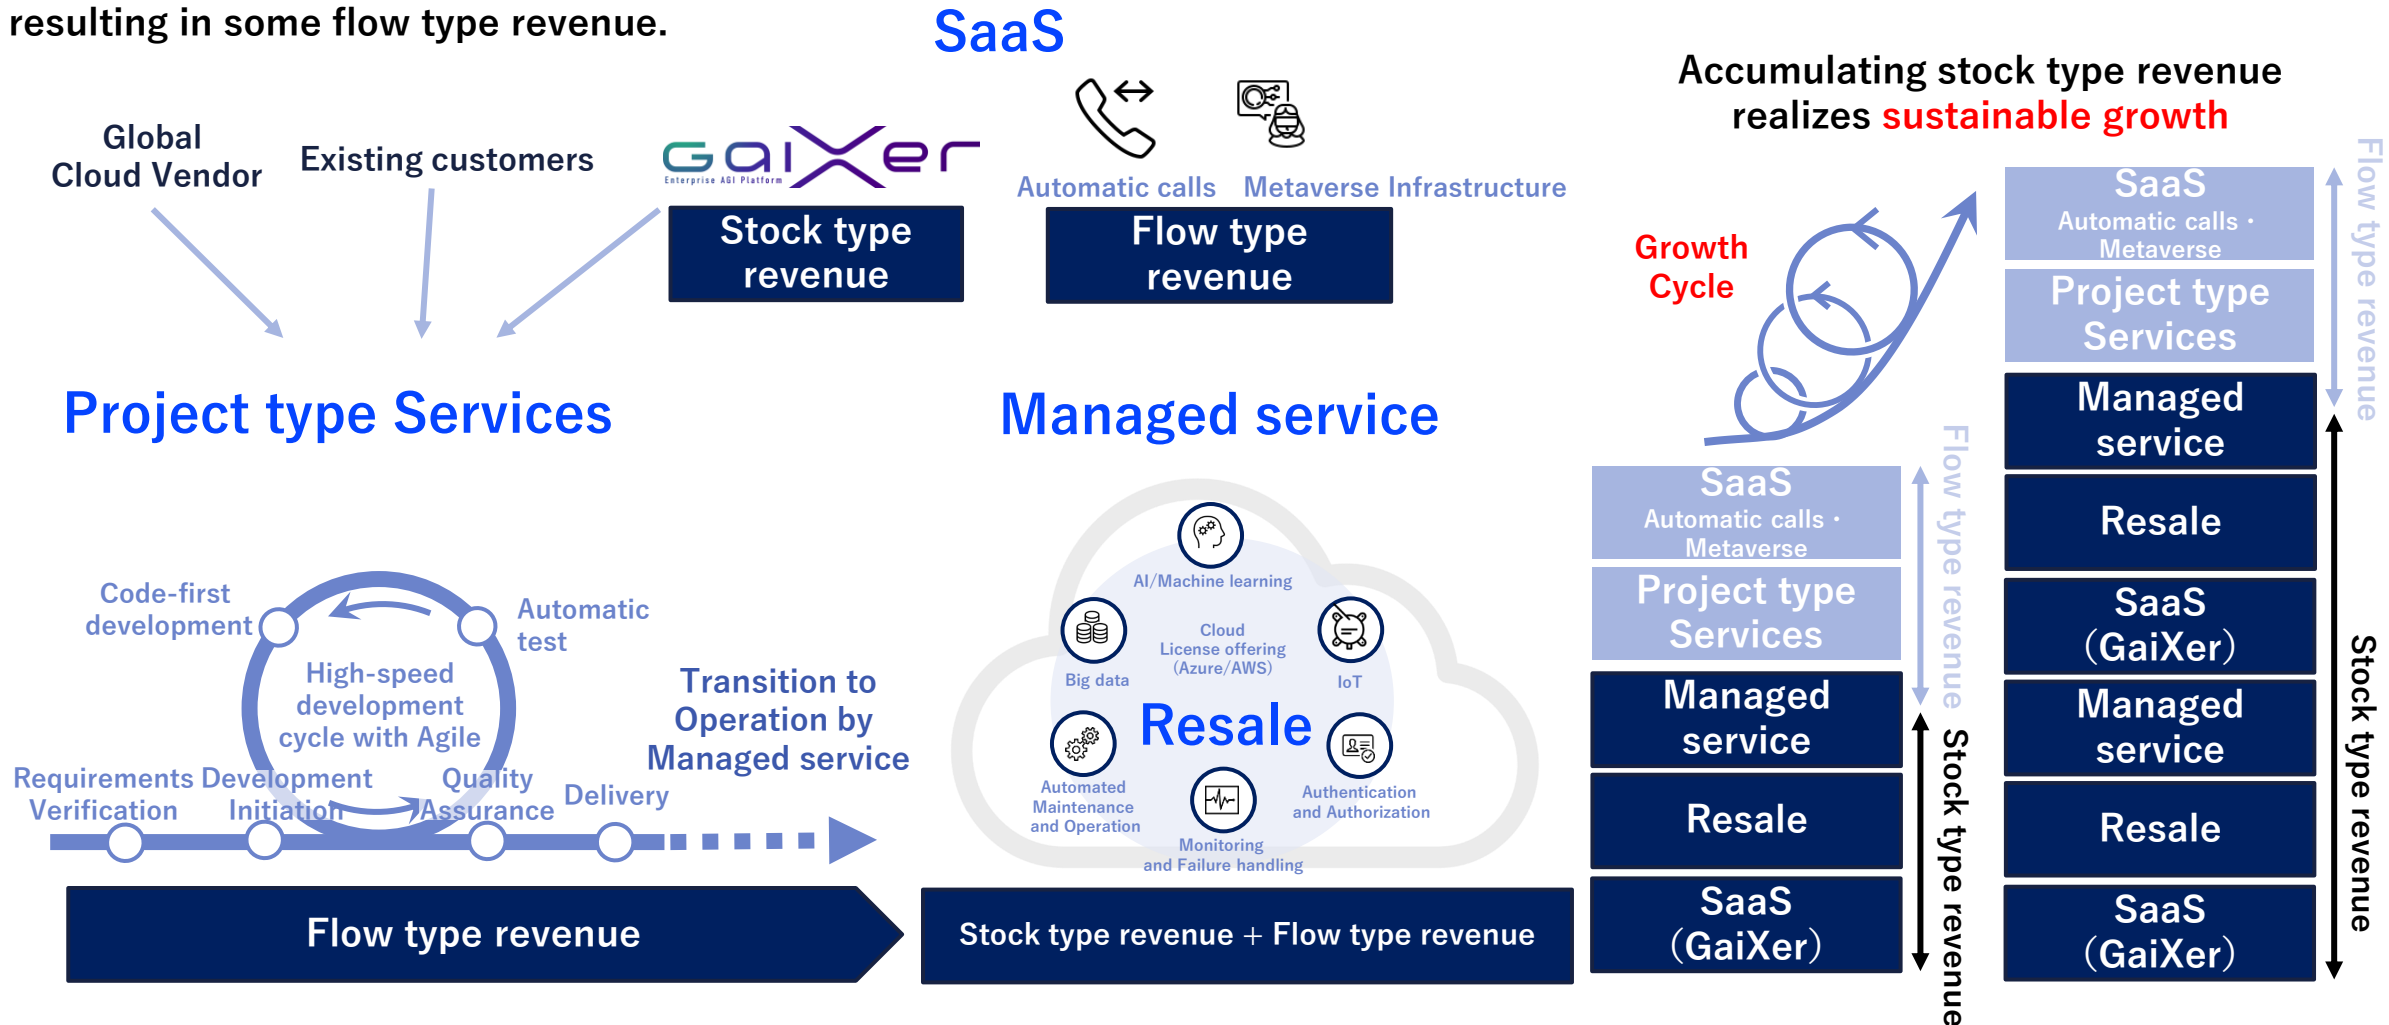 resulting in some flow type revenue.
SaaS
Global
Cloud Vendor
Existing customers
GaiXer
Enterprise AGI Platform
Automatic calls
Metaverse Infrastructure
Stock type
revenue
Flow type
revenue
Project type Services
Code-first
development
Automatic
test
High-speed
development
cycle with Agile
Requirements
Verification
Development
Initiation
Quality
Assurance
Delivery
Transition to
Operation by
Managed service
Flow type revenue
Managed service
AI/Machine learning
Big data
Cloud
License offering
(Azure/AWS)
IoT
Resale
Automated
Maintenance
and Operation
Monitoring
and Failure handling
Authentication
and Authorization
Stock type revenue + Flow type revenue
Accumulating stock type revenue
realizes sustainable growth
Growth
Cycle
SaaS
Automatic calls・
Metaverse
Project type
Services
Managed
service
Resale
SaaS
（GaiXer）
Flow type revenue
Stock type revenue
SaaS
Automatic calls・
Metaverse
Project type
Services
Managed
service
Resale
SaaS
（GaiXer）
Managed
service
Resale
SaaS
（GaiXer）
Flow type revenue
Stock type revenue